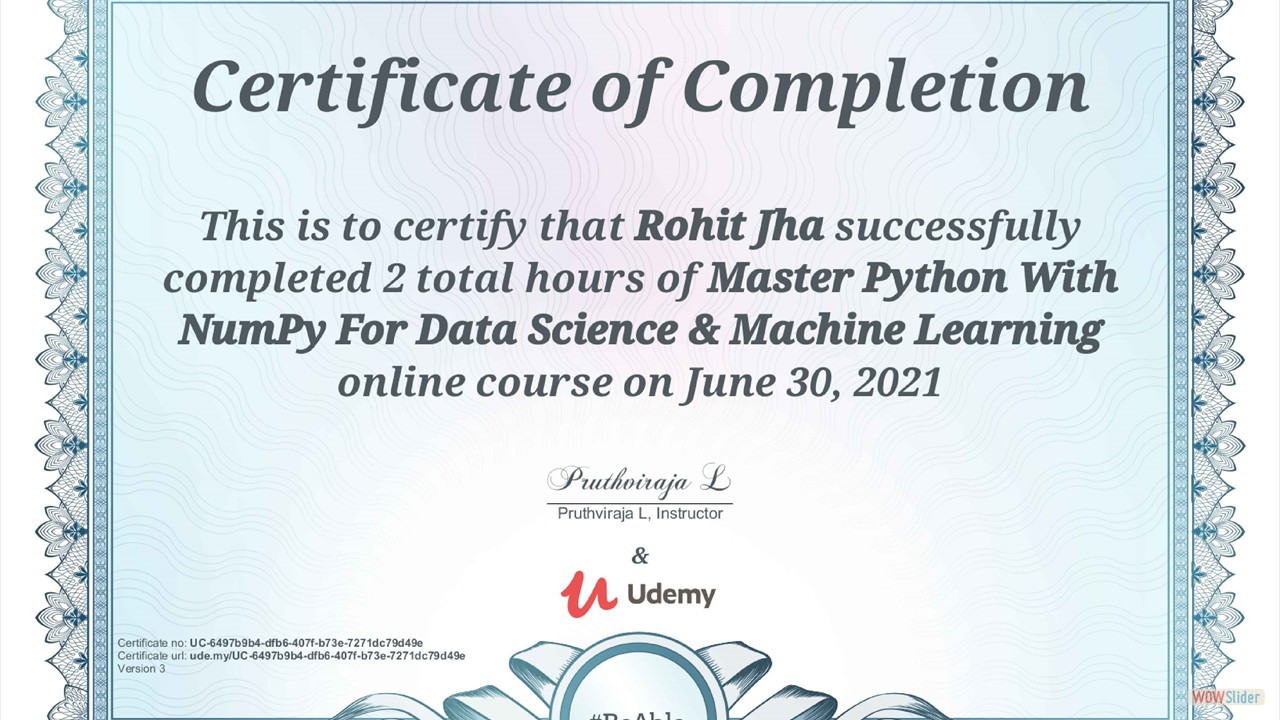 Certificate of Completion
This is to certify that Rohit Jha successfully
completed 2 total hours of Master Python With
NumPy For Data Science & Machine Learning
online course on June 30, 2021
Pruthviraja L
Pruthviraja L, Instructor
&
Udemy
Certificate no: UC-6497b9b4-dfb6-407f-b73e-7271dc79d49e
Certificate url: ude.my/UC-6497b9b4-dfb6-407f-b73e-7271dc79d49e
Version 3
WOWSlider